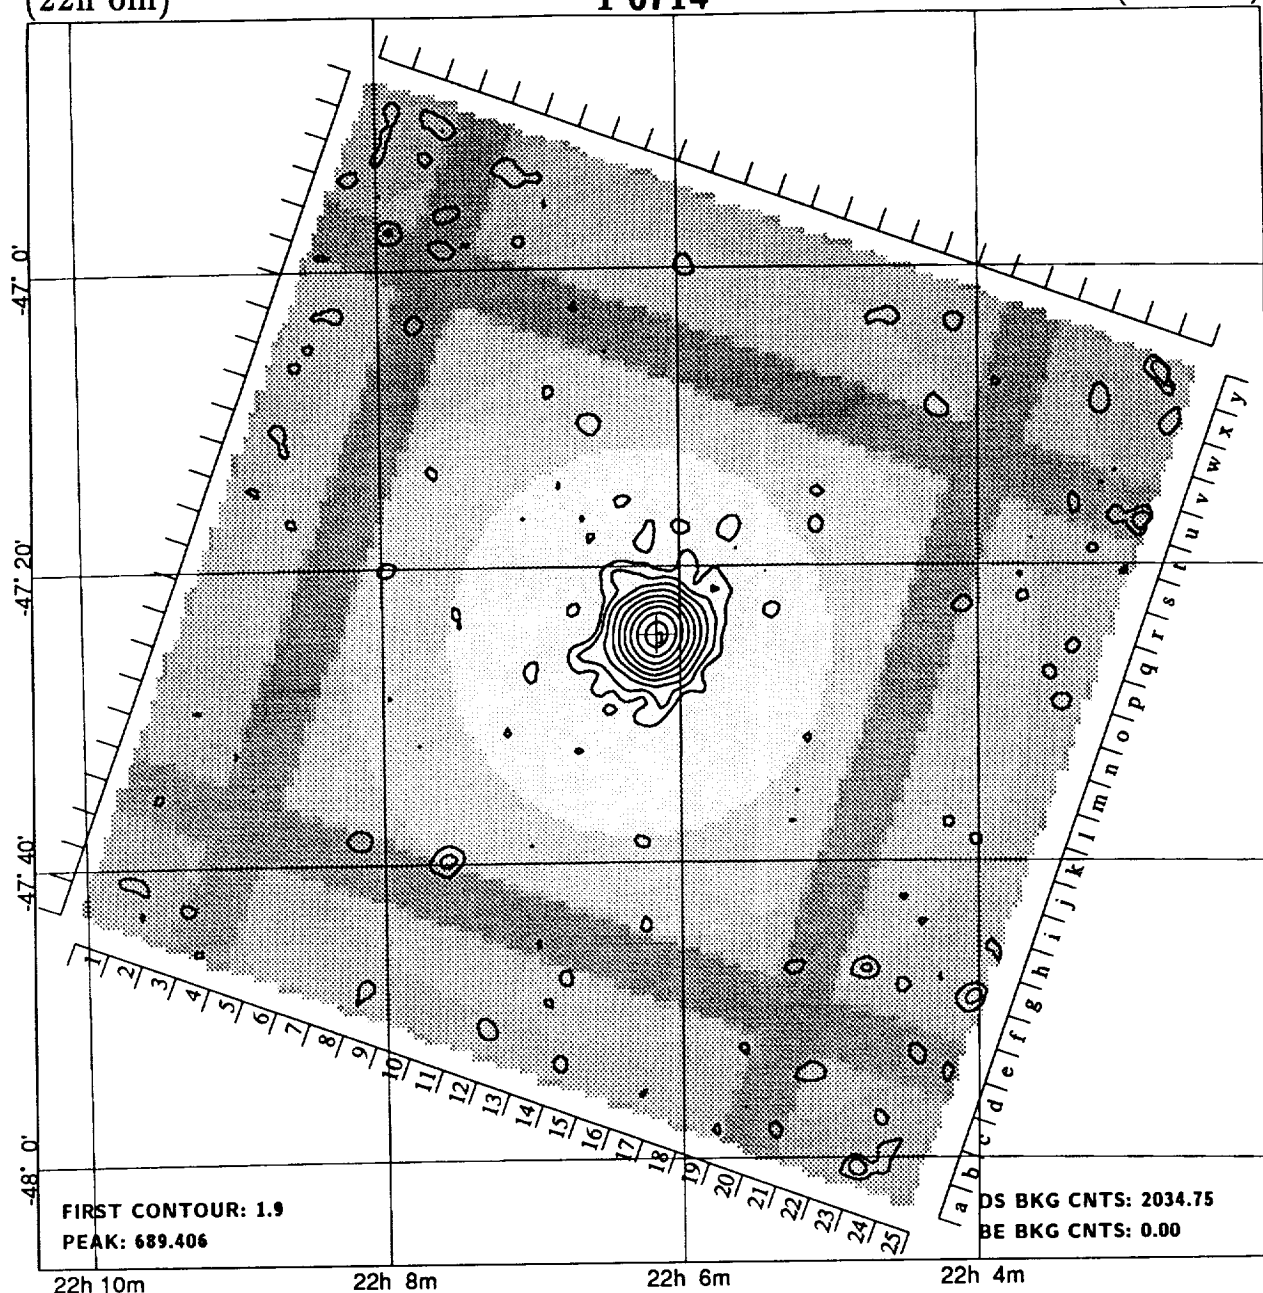 -47° 0'
-47° 20'
-47° 40'
-48° 0'
1 2 3 4 5 6 7 8 9 10 11 12 13 14 15 16 17 18 19 20 21 22 23 24 25
a b c d e f g h i j k l m n o p q r s t u v w x y
1
FIRST CONTOUR: 1.9
PEAK: 689.406
DS BKG CNTS: 2034.75
BE BKG CNTS: 0.00
22h 10m
22h 8m
22h 6m
22h 4m